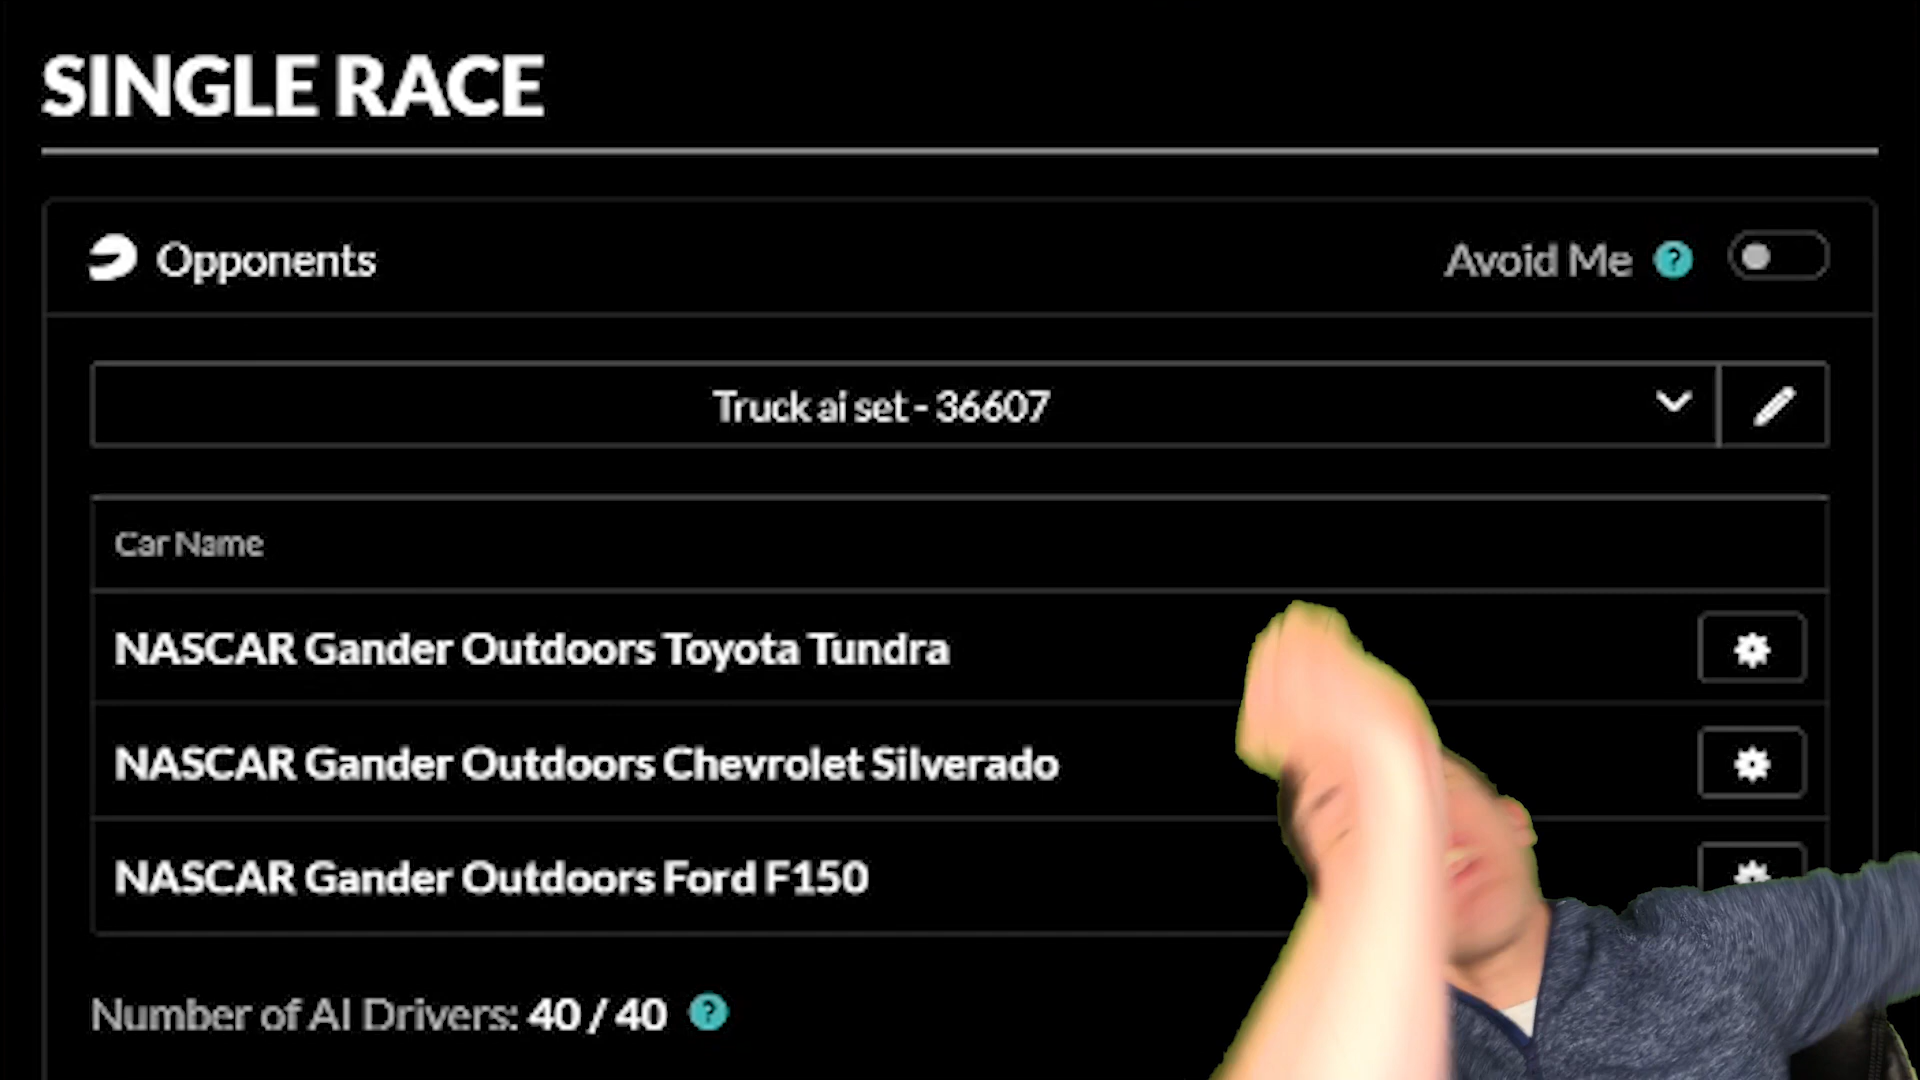 SINGLE RACE
Opponents
Avoid Me ?
Truck ai set - 36607
Car Name
NASCAR Gander Outdoors Toyota Tundra
NASCAR Gander Outdoors Chevrolet Silverado
NASCAR Gander Outdoors Ford F150
Number of AI Drivers: 40 / 40 ?